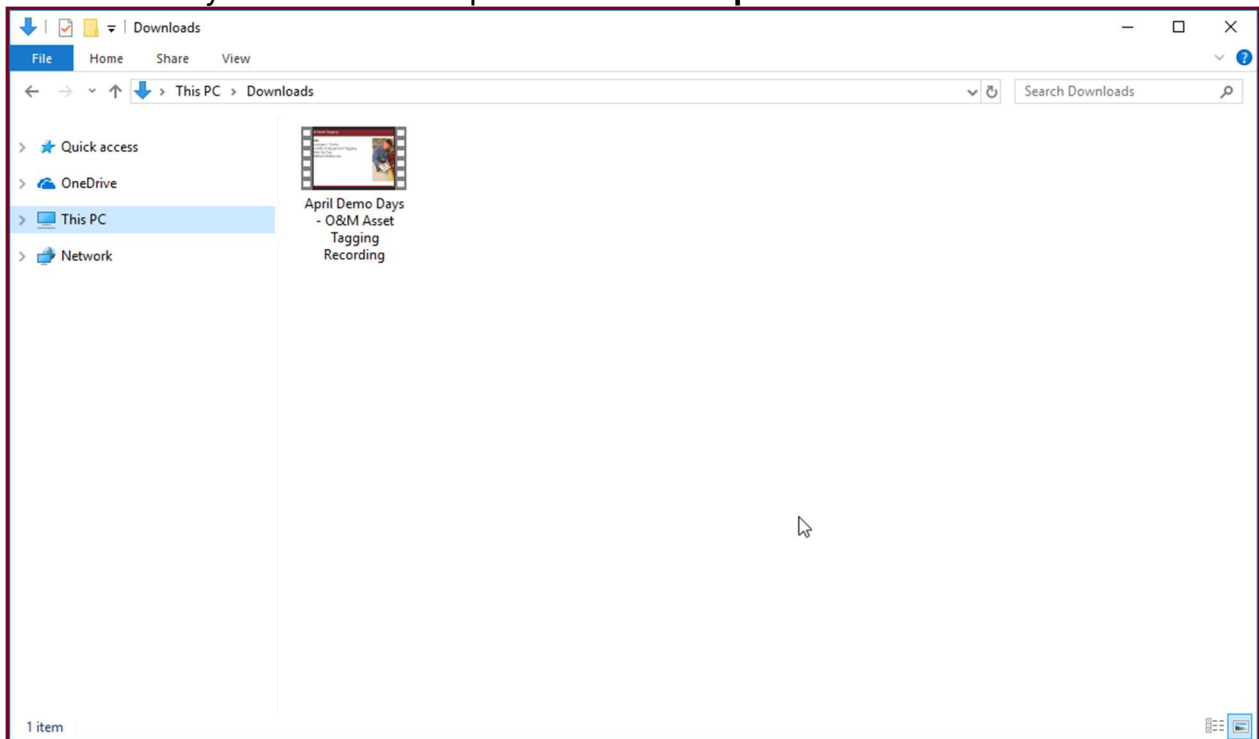 Downloads
File Home Share View
This PC > Downloads
Search Downloads
Quick access
OneDrive
This PC
Network
April Demo Days
- O&M Asset
Tagging
Recording
1 item